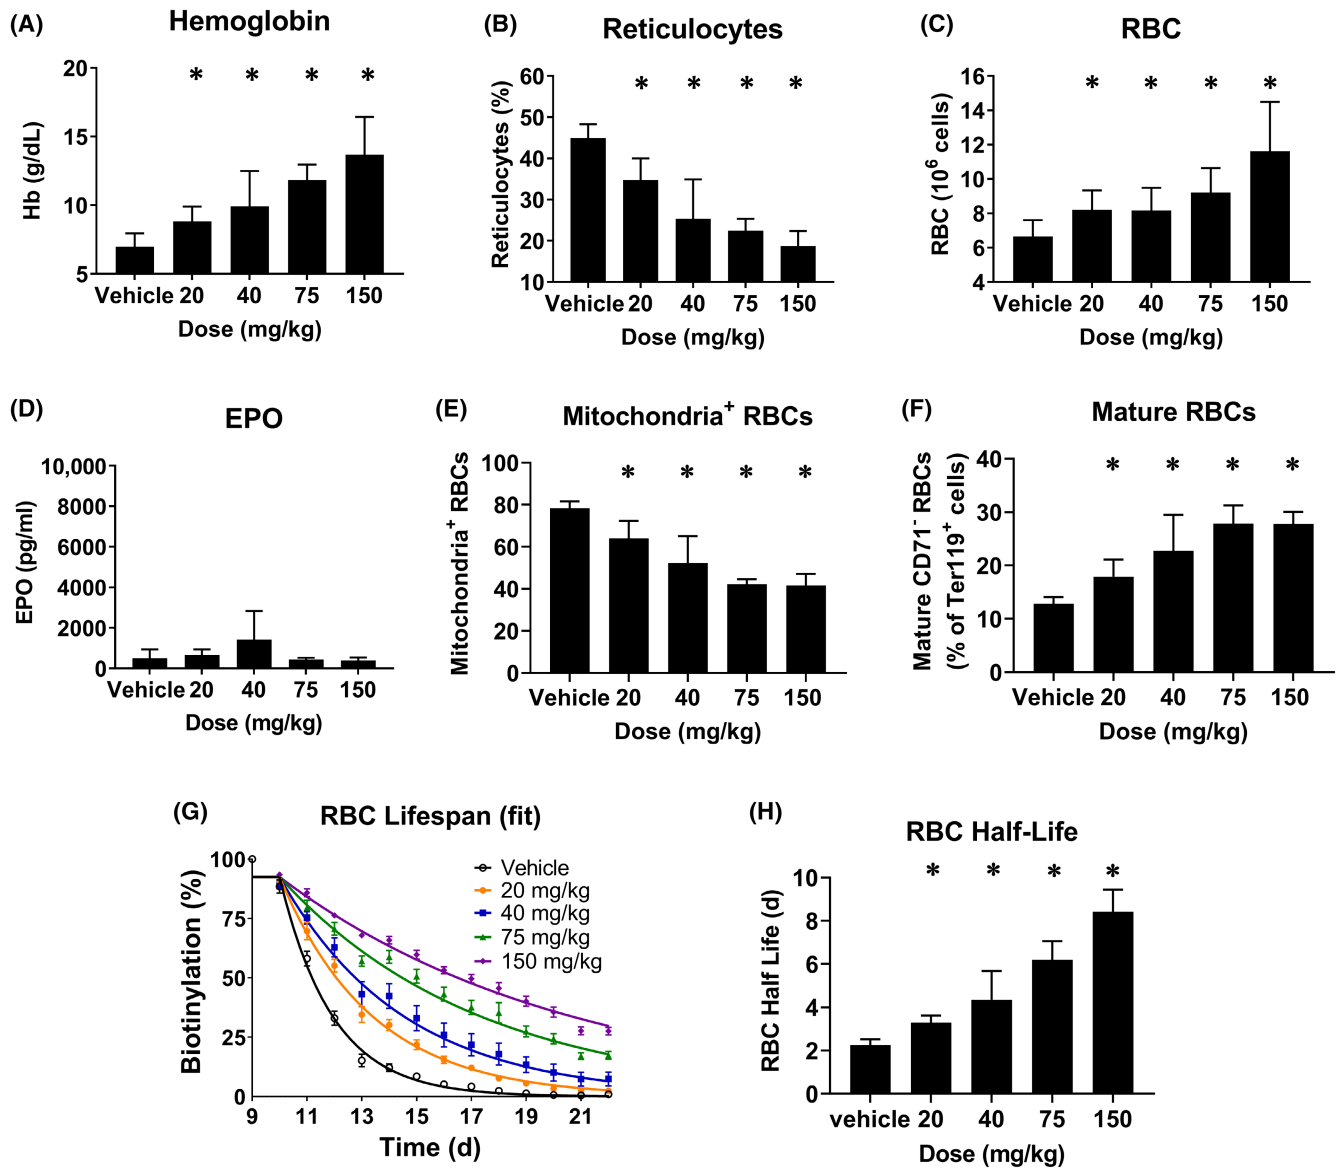 (A) Hemoglobin
Hb (g/dL)
20
15
10
5
* * * *
Vehicle 20 40 75 150
Dose (mg/kg)
(B) Reticulocytes
Reticulocytes (%)
60
50
40
30
20
10
* * * *
Vehicle 20 40 75 150
Dose (mg/kg)
(C) RBC
RBC (10⁶ cells)
16
14
12
10
8
6
4
* * * *
Vehicle 20 40 75 150
Dose (mg/kg)
(D) EPO
EPO (pg/ml)
10,000
8000
6000
4000
2000
0
Vehicle 20 40 75 150
Dose (mg/kg)
(E) Mitochondria⁺ RBCs
Mitochondria⁺ RBCs
100
80
60
40
20
0
* * * *
Vehicle 20 40 75 150
Dose (mg/kg)
(F) Mature RBCs
Mature CD71⁻ RBCs
(% of Ter119⁺ cells)
40
30
20
10
0
* * * *
Vehicle 20 40 75 150
Dose (mg/kg)
(G) RBC Lifespan (fit)
Biotinylation (%)
100
75
50
25
0
Vehicle
20 mg/kg
40 mg/kg
75 mg/kg
150 mg/kg
9 11 13 15 17 19 21
Time (d)
(H) RBC Half-Life
RBC Half Life (d)
10
8
6
4
2
0
* * * *
vehicle 20 40 75 150
Dose (mg/kg)